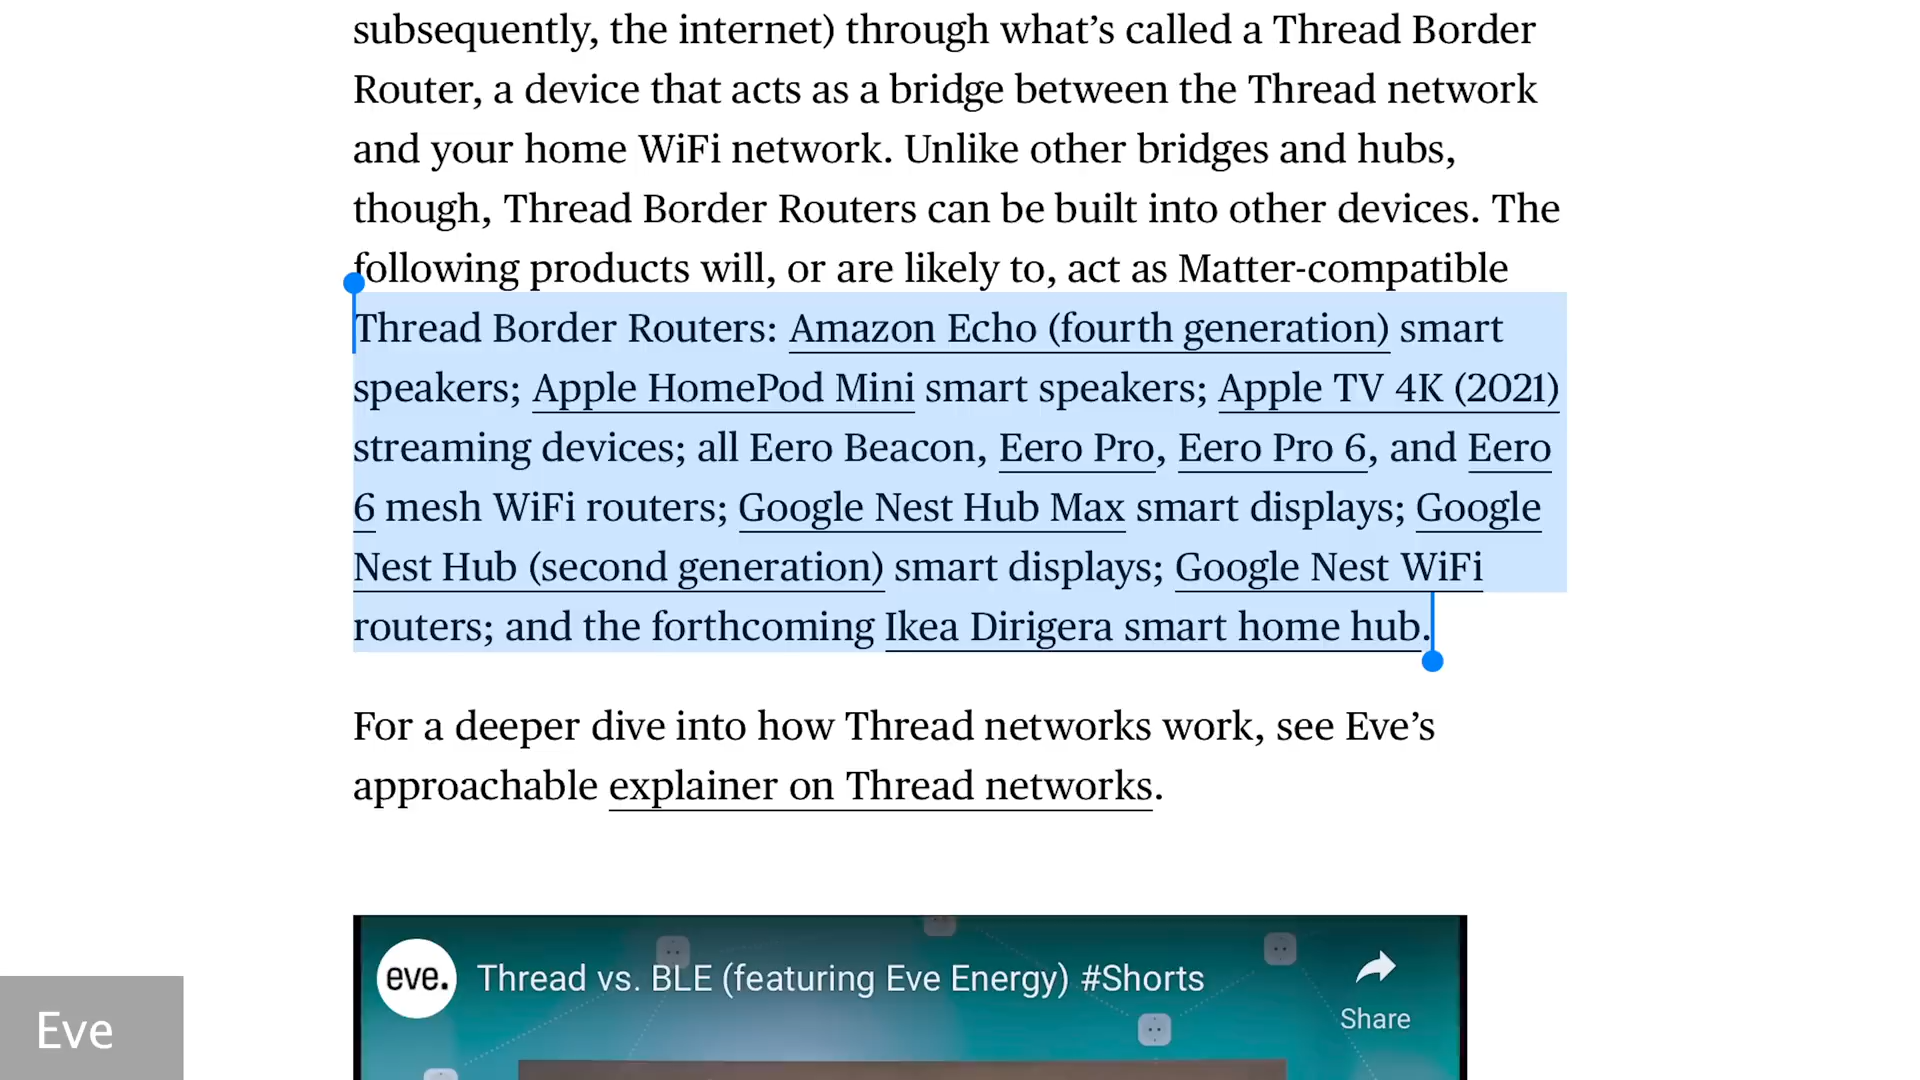 subsequently, the internet) through what’s called a Thread Border
Router, a device that acts as a bridge between the Thread network
and your home WiFi network. Unlike other bridges and hubs,
though, Thread Border Routers can be built into other devices. The
following products will, or are likely to, act as Matter-compatible
Thread Border Routers: Amazon Echo (fourth generation) smart
speakers; Apple HomePod Mini smart speakers; Apple TV 4K (2021)
streaming devices; all Eero Beacon, Eero Pro, Eero Pro 6, and Eero
6 mesh WiFi routers; Google Nest Hub Max smart displays; Google
Nest Hub (second generation) smart displays; Google Nest WiFi
routers; and the forthcoming Ikea Dirigera smart home hub.
For a deeper dive into how Thread networks work, see Eve’s
approachable explainer on Thread networks.
eve. Thread vs. BLE (featuring Eve Energy) #Shorts
Share
Eve